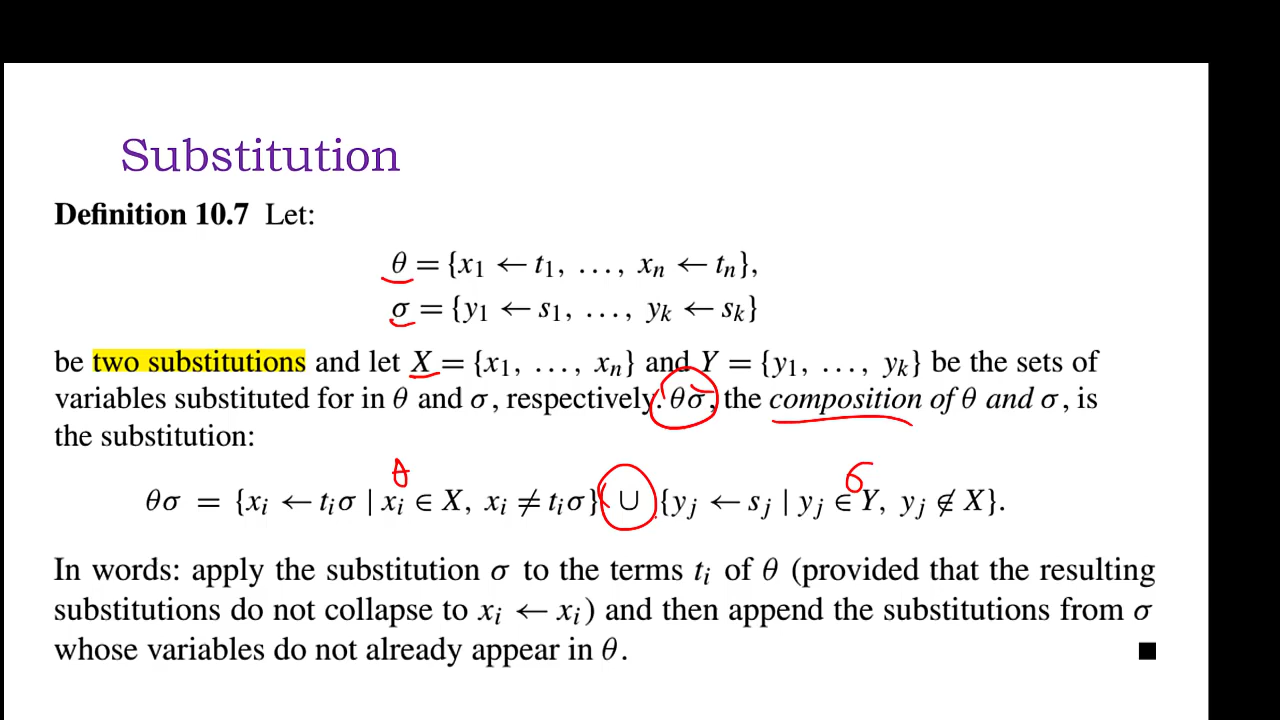 Substitution
Definition 10.7 Let:
θ = {x₁ ← t₁, ..., xₙ ← tₙ},
σ = {y₁ ← s₁, ..., yₖ ← sₖ}
be two substitutions and let X = {x₁, ..., xₙ} and Y = {y₁, ..., yₖ} be the sets of
variables substituted for in θ and σ, respectively. θσ, the composition of θ and σ, is
the substitution:
θ σ
θσ = {xᵢ ← tᵢσ | xᵢ ∈ X, xᵢ ≠ tᵢσ} ∪ {yⱼ ← sⱼ | yⱼ ∈ Y, yⱼ ∉ X}.
In words: apply the substitution σ to the terms tᵢ of θ (provided that the resulting
substitutions do not collapse to xᵢ ← xᵢ) and then append the substitutions from σ
whose variables do not already appear in θ. ■